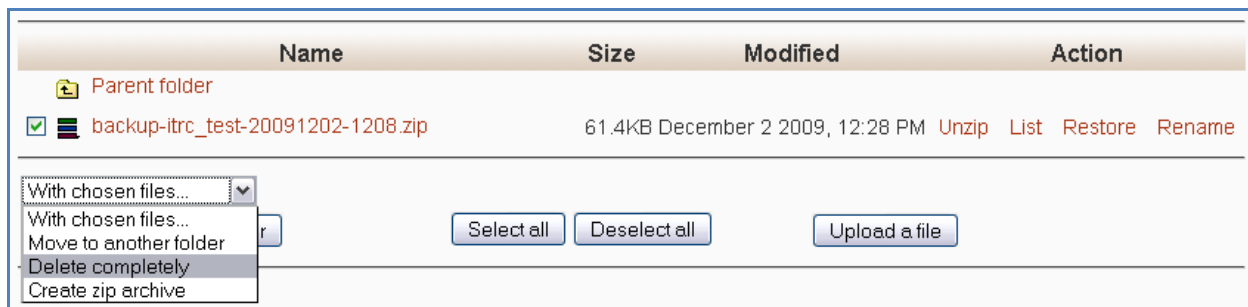 Name Size Modified Action
Parent folder
backup-itrc_test-20091202-1208.zip 61.4KB December 2 2009, 12:28 PM Unzip List Restore Rename
With chosen files...
With chosen files...
Move to another folder
Delete completely
Create zip archive
r Select all Deselect all Upload a file